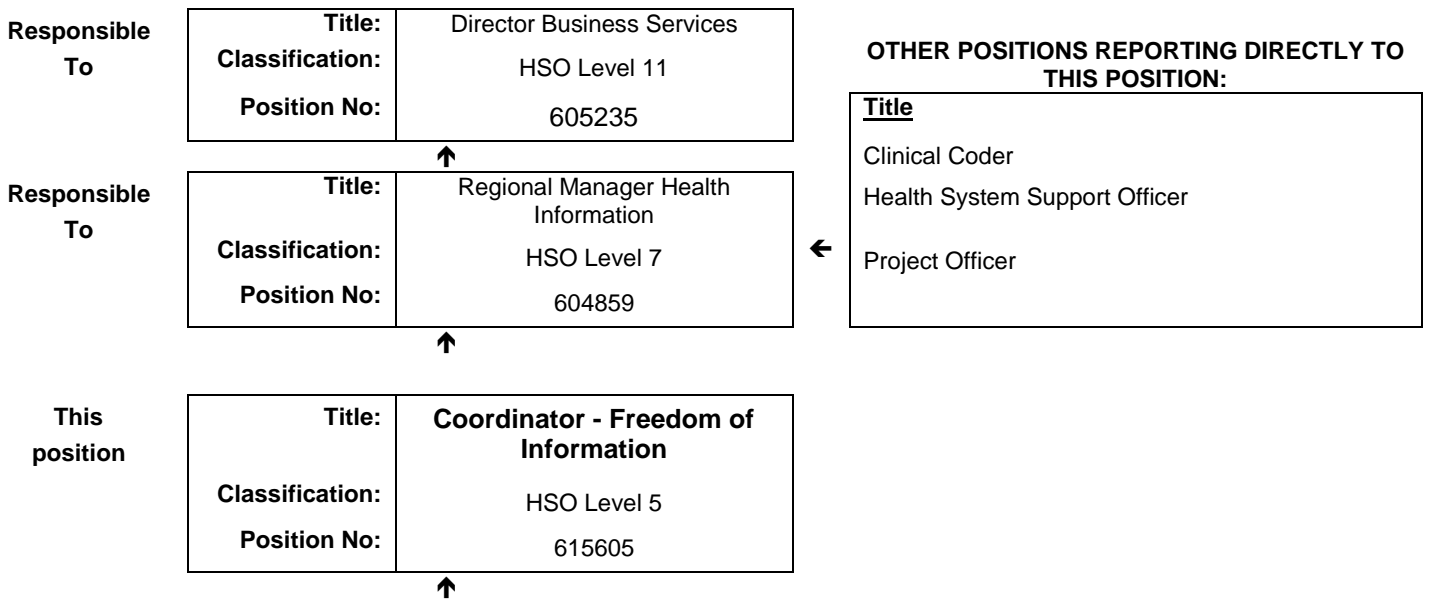 Responsible
To
Title: Director Business Services
Classification: HSO Level 11
Position No: 605235
OTHER POSITIONS REPORTING DIRECTLY TO
THIS POSITION:
Title
Clinical Coder
Health System Support Officer
Project Officer
Responsible
To
Title: Regional Manager Health
Information
Classification: HSO Level 7
Position No: 604859
This
position
Title: Coordinator - Freedom of
Information
Classification: HSO Level 5
Position No: 615605